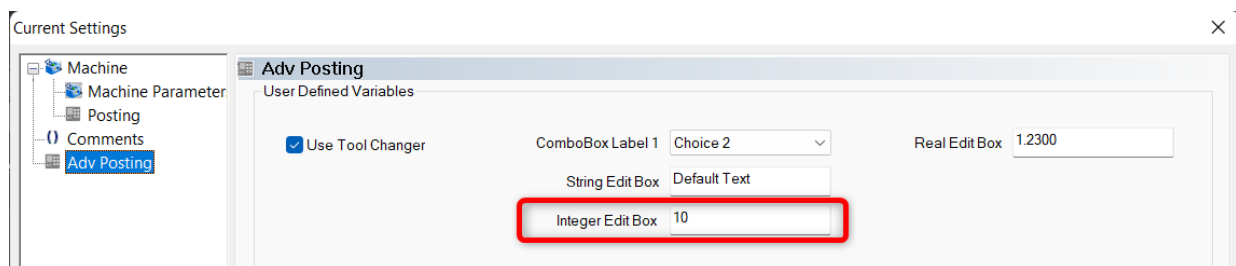 Current Settings
Machine
Machine Parameter
Posting
Comments
Adv Posting
Adv Posting
User Defined Variables
Use Tool Changer
ComboBox Label 1 Choice 2
Real Edit Box 1.2300
String Edit Box Default Text
Integer Edit Box 10